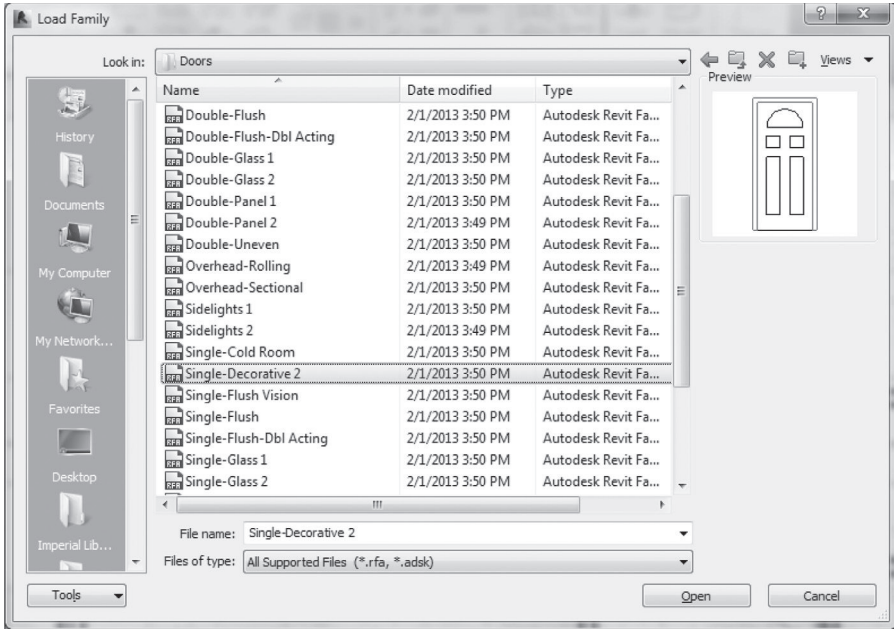 Load Family
Look in: Doors
Views
Preview
Name Date modified Type
Double-Flush 2/1/2013 3:50 PM Autodesk Revit Fa...
Double-Flush-Dbl Acting 2/1/2013 3:50 PM Autodesk Revit Fa...
Double-Glass 1 2/1/2013 3:50 PM Autodesk Revit Fa...
Double-Glass 2 2/1/2013 3:50 PM Autodesk Revit Fa...
Double-Panel 1 2/1/2013 3:50 PM Autodesk Revit Fa...
Double-Panel 2 2/1/2013 3:49 PM Autodesk Revit Fa...
Double-Uneven 2/1/2013 3:50 PM Autodesk Revit Fa...
Overhead-Rolling 2/1/2013 3:49 PM Autodesk Revit Fa...
Overhead-Sectional 2/1/2013 3:50 PM Autodesk Revit Fa...
Sidelights 1 2/1/2013 3:50 PM Autodesk Revit Fa...
Sidelights 2 2/1/2013 3:49 PM Autodesk Revit Fa...
Single-Cold Room 2/1/2013 3:50 PM Autodesk Revit Fa...
Single-Decorative 2 2/1/2013 3:50 PM Autodesk Revit Fa...
Single-Flush Vision 2/1/2013 3:50 PM Autodesk Revit Fa...
Single-Flush 2/1/2013 3:50 PM Autodesk Revit Fa...
Single-Flush-Dbl Acting 2/1/2013 3:50 PM Autodesk Revit Fa...
Single-Glass 1 2/1/2013 3:50 PM Autodesk Revit Fa...
Single-Glass 2 2/1/2013 3:50 PM Autodesk Revit Fa...
History
Documents
My Computer
My Network...
Favorites
Desktop
Imperial Lib...
File name: Single-Decorative 2
Files of type: All Supported Files (*.rfa, *.adsk)
Tools
Open
Cancel